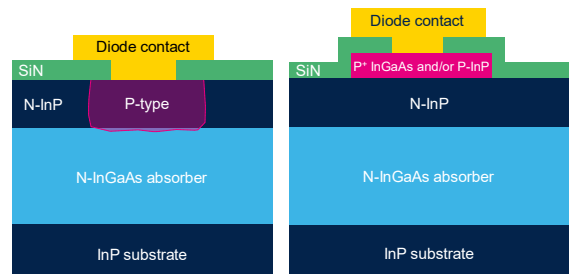 Diode contact
SiN
N-InP
P-type
N-InGaAs absorber
InP substrate
Diode contact
SiN
P⁺ InGaAs and/or P-InP
N-InP
N-InGaAs absorber
InP substrate